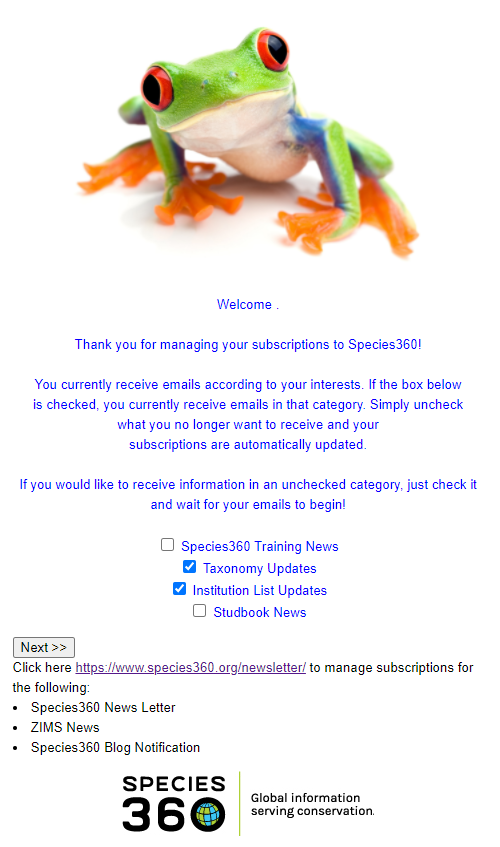 Welcome .
Thank you for managing your subscriptions to Species360!
You currently receive emails according to your interests. If the box below
is checked, you currently receive emails in that category. Simply uncheck
what you no longer want to receive and your
subscriptions are automatically updated.
If you would like to receive information in an unchecked category, just check it
and wait for your emails to begin!
Species360 Training News
Taxonomy Updates
Institution List Updates
Studbook News
Next >>
Click here https://www.species360.org/newsletter/ to manage subscriptions for
the following:
• Species360 News Letter
• ZIMS News
• Species360 Blog Notification
SPECIES
360
Global information
serving conservation.